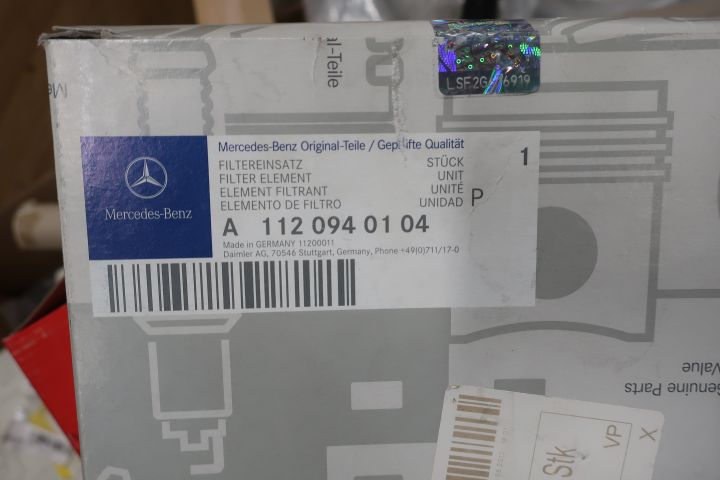 al-Teile
LSF2G 6919
Mercedes-Benz Original-Teile / Geprüfte Qualität
FILTEREINSATZ STÜCK 1
FILTER ELEMENT UNIT
ELEMENT FILTRANT UNITÉ
ELEMENTO DE FILTRO UNIDAD P
Mercedes-Benz
A 112 094 01 04
Made in GERMANY 11200011
Daimler AG, 70546 Stuttgart, Germany, Phone +49(0)711/17-0
Genuine Parts
Value
Stk
VP
X